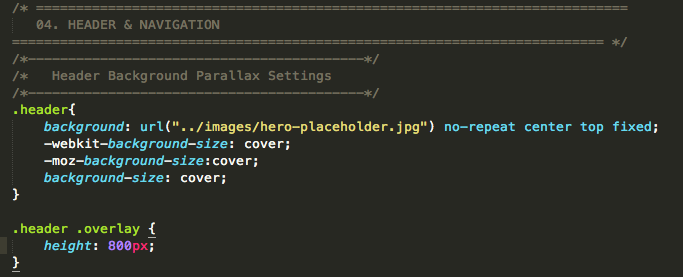 /* =============================================================================
04. HEADER & NAVIGATION
========================================================================== */
/*------------------------------------------*/
/*   Header Background Parallax Settings
/*------------------------------------------*/
.header{
    background: url("../images/hero-placeholder.jpg") no-repeat center top fixed;
    -webkit-background-size: cover;
    -moz-background-size:cover;
    background-size: cover;
}
.header .overlay {
    height: 800px;
}